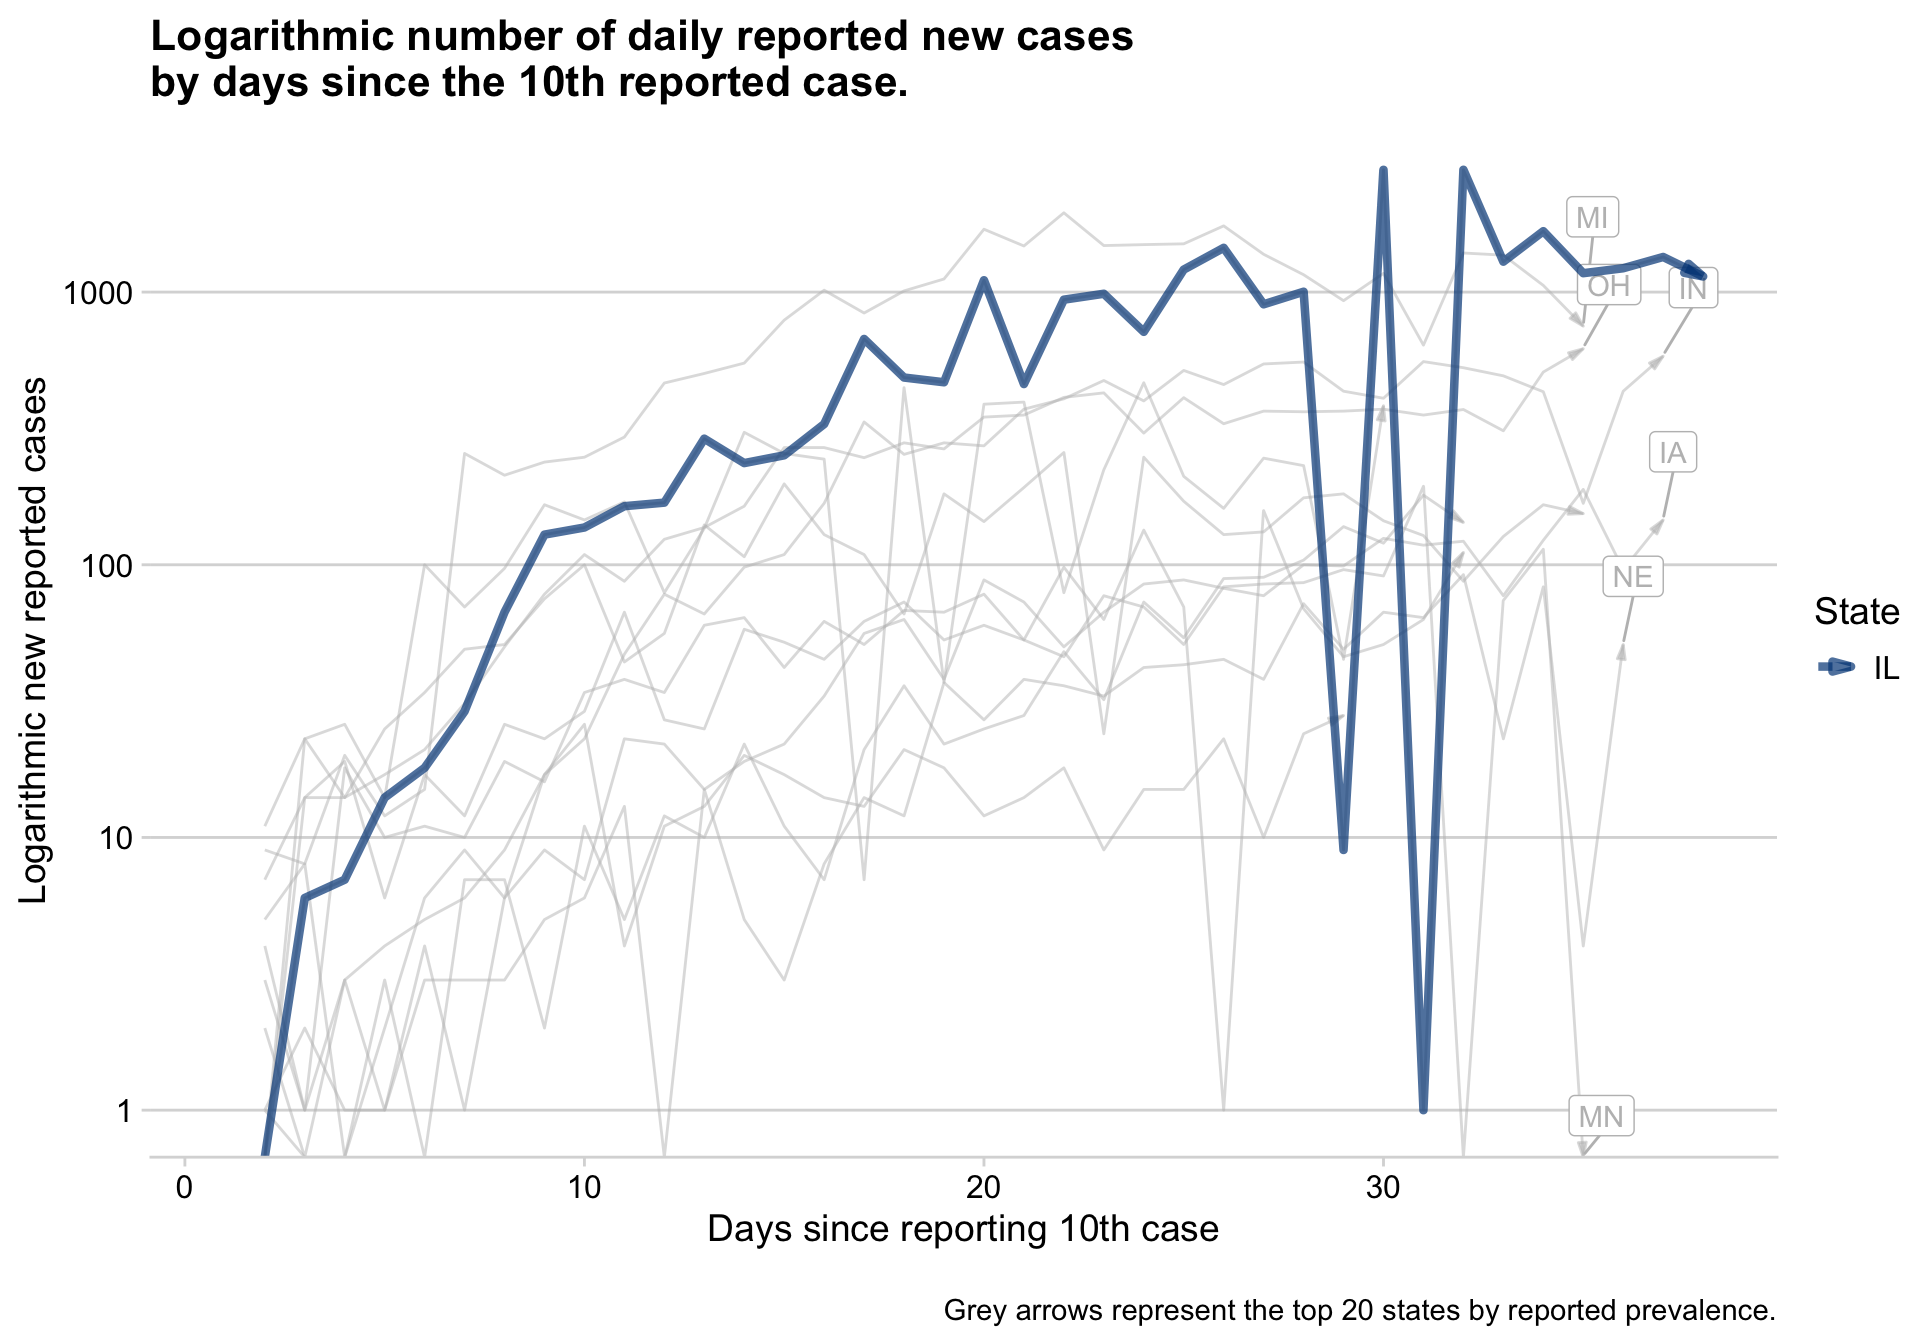 Logarithmic number of daily reported new cases
by days since the 10th reported case.
Logarithmic new reported cases
1000
100
10
1
MI
OH
IN
IA
NE
MN
State
IL
0
10
20
30
Days since reporting 10th case
Grey arrows represent the top 20 states by reported prevalence.